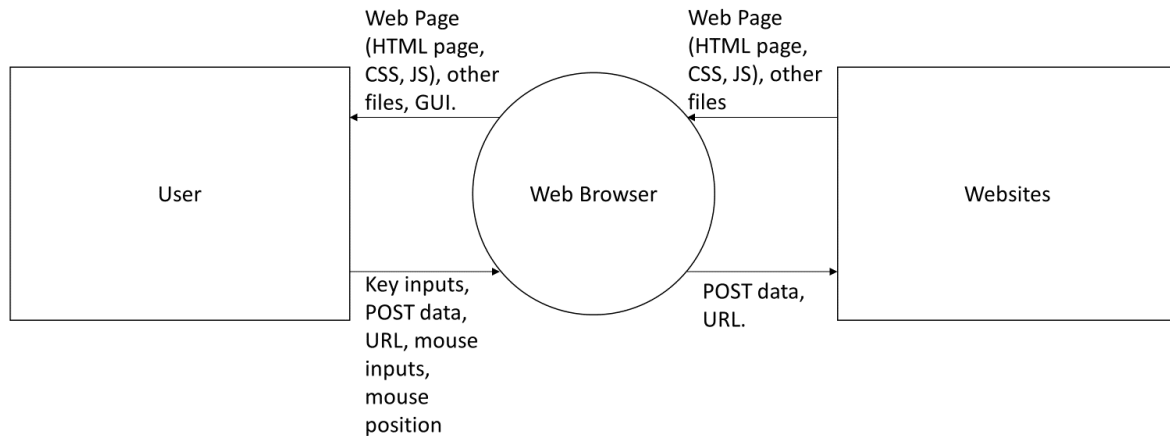 Web Page
(HTML page,
CSS, JS), other
files, GUI.
Web Page
(HTML page,
CSS, JS), other
files
User
Web Browser
Websites
Key inputs,
POST data,
URL, mouse
inputs,
mouse
position
POST data,
URL.